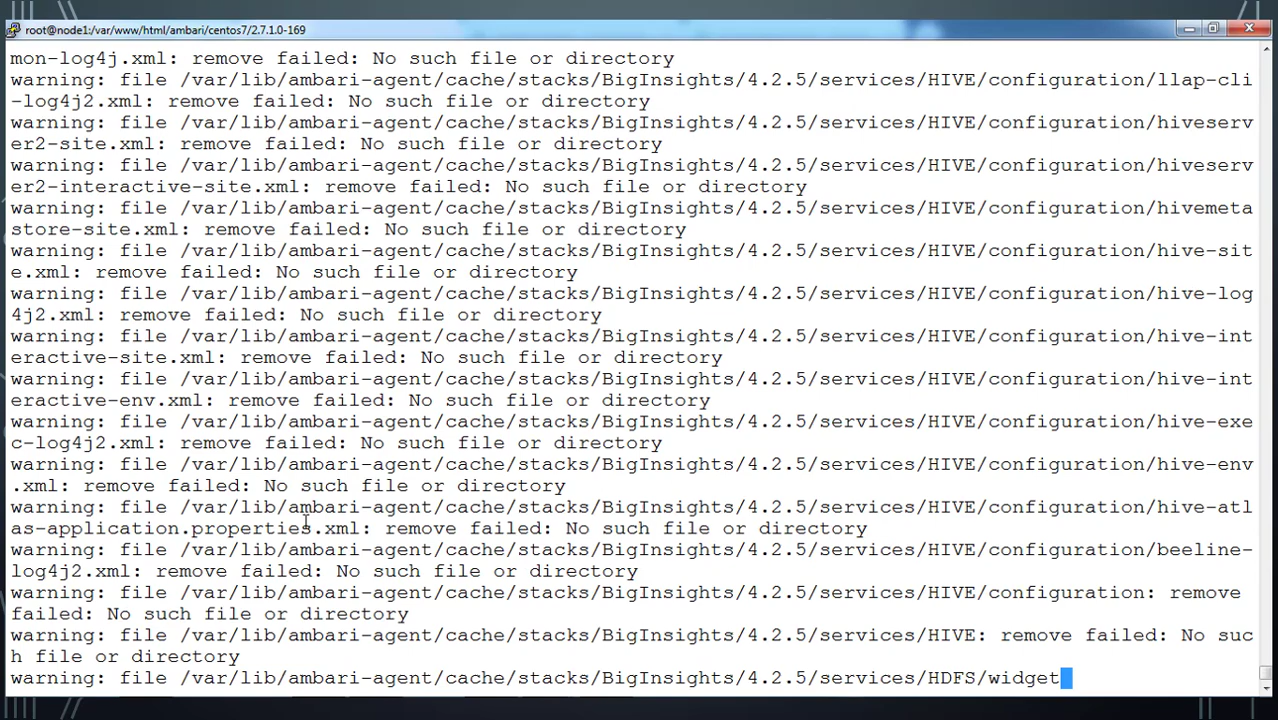 root@node1:/var/www/html/ambari/centos7/2.7.1.0-169
mon-log4j.xml: remove failed: No such file or directory
warning: file /var/lib/ambari-agent/cache/stacks/BigInsights/4.2.5/services/HIVE/configuration/llap-cli
-log4j2.xml: remove failed: No such file or directory
warning: file /var/lib/ambari-agent/cache/stacks/BigInsights/4.2.5/services/HIVE/configuration/hiveserv
er2-site.xml: remove failed: No such file or directory
warning: file /var/lib/ambari-agent/cache/stacks/BigInsights/4.2.5/services/HIVE/configuration/hiveserv
er2-interactive-site.xml: remove failed: No such file or directory
warning: file /var/lib/ambari-agent/cache/stacks/BigInsights/4.2.5/services/HIVE/configuration/hivemeta
store-site.xml: remove failed: No such file or directory
warning: file /var/lib/ambari-agent/cache/stacks/BigInsights/4.2.5/services/HIVE/configuration/hive-sit
e.xml: remove failed: No such file or directory
warning: file /var/lib/ambari-agent/cache/stacks/BigInsights/4.2.5/services/HIVE/configuration/hive-log
4j2.xml: remove failed: No such file or directory
warning: file /var/lib/ambari-agent/cache/stacks/BigInsights/4.2.5/services/HIVE/configuration/hive-int
eractive-site.xml: remove failed: No such file or directory
warning: file /var/lib/ambari-agent/cache/stacks/BigInsights/4.2.5/services/HIVE/configuration/hive-int
eractive-env.xml: remove failed: No such file or directory
warning: file /var/lib/ambari-agent/cache/stacks/BigInsights/4.2.5/services/HIVE/configuration/hive-exe
c-log4j2.xml: remove failed: No such file or directory
warning: file /var/lib/ambari-agent/cache/stacks/BigInsights/4.2.5/services/HIVE/configuration/hive-env
.xml: remove failed: No such file or directory
warning: file /var/lib/ambari-agent/cache/stacks/BigInsights/4.2.5/services/HIVE/configuration/hive-atl
as-application.properties.xml: remove failed: No such file or directory
warning: file /var/lib/ambari-agent/cache/stacks/BigInsights/4.2.5/services/HIVE/configuration/beeline-
log4j2.xml: remove failed: No such file or directory
warning: file /var/lib/ambari-agent/cache/stacks/BigInsights/4.2.5/services/HIVE/configuration: remove
failed: No such file or directory
warning: file /var/lib/ambari-agent/cache/stacks/BigInsights/4.2.5/services/HIVE: remove failed: No suc
h file or directory
warning: file /var/lib/ambari-agent/cache/stacks/BigInsights/4.2.5/services/HDFS/widget